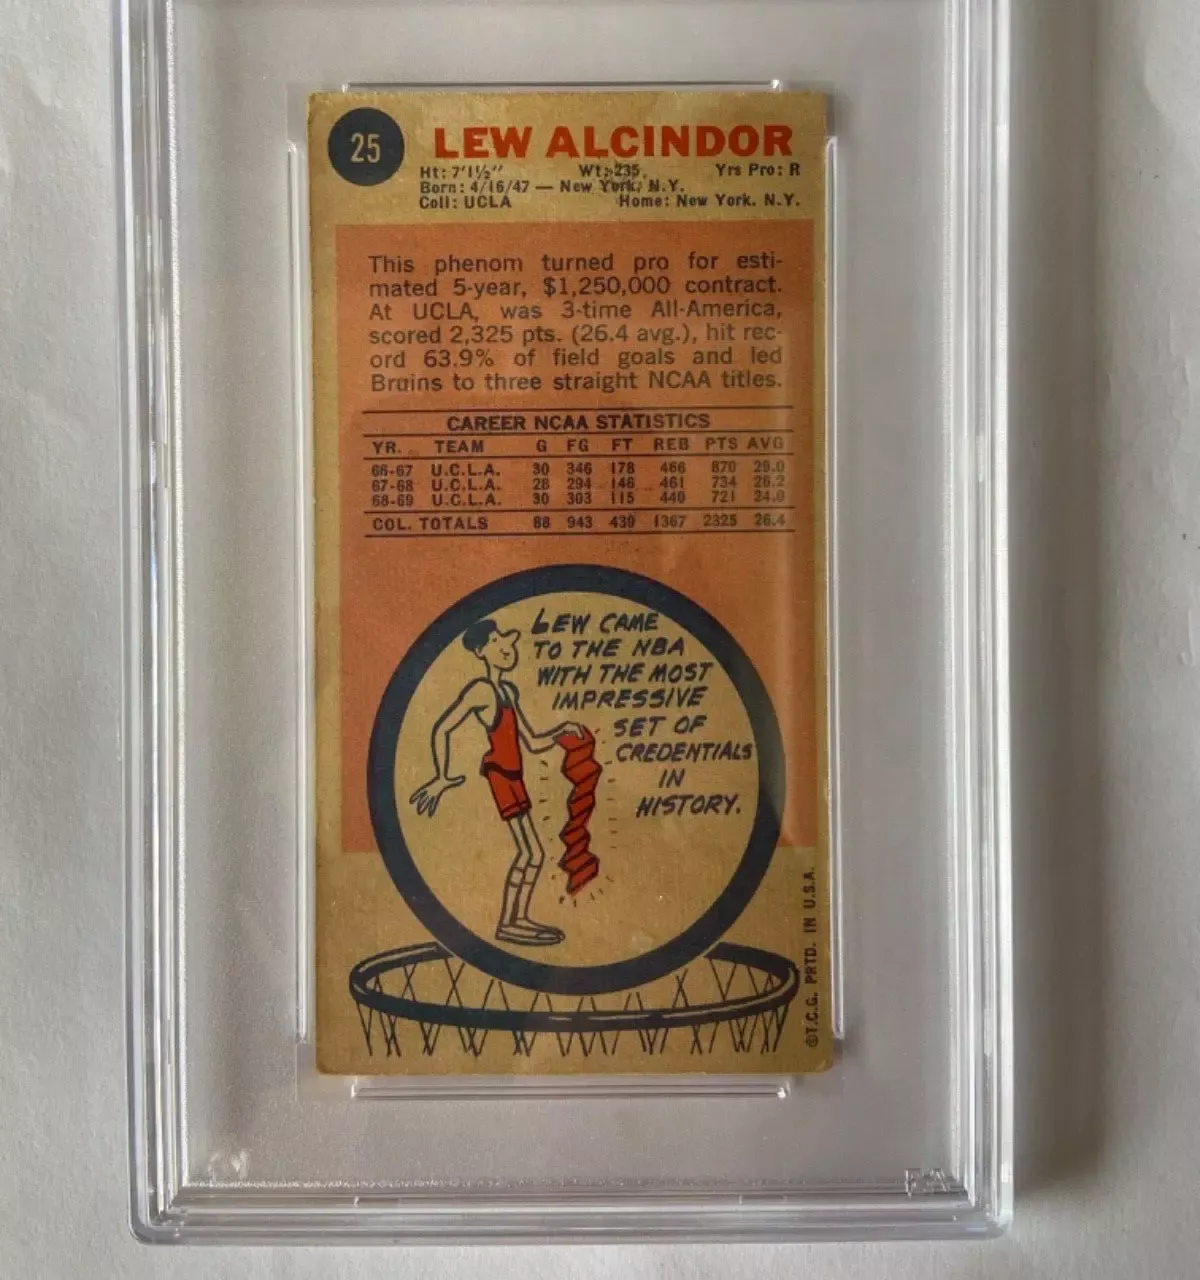 25
LEW ALCINDOR
Ht: 7'1½" Wt: 235 Yrs Pro: R
Born: 4/16/47 — New York, N.Y.
Coll: UCLA Home: New York, N.Y.
This phenom turned pro for esti-
mated 5-year, $1,250,000 contract.
At UCLA, was 3-time All-America,
scored 2,325 pts. (26.4 avg.), hit rec-
ord 63.9% of field goals and led
Bruins to three straight NCAA titles.
CAREER NCAA STATISTICS
YR. TEAM G FG FT REB PTS AVG
66-67 U.C.L.A. 30 346 178 466 870 29.0
67-68 U.C.L.A. 28 294 146 461 734 26.2
68-69 U.C.L.A. 30 303 115 440 721 24.0
COL. TOTALS 88 943 439 1367 2325 26.4
LEW CAME
TO THE NBA
WITH THE MOST
IMPRESSIVE
SET OF
CREDENTIALS
IN
HISTORY.
©T.C.G. PRTD. IN U.S.A.